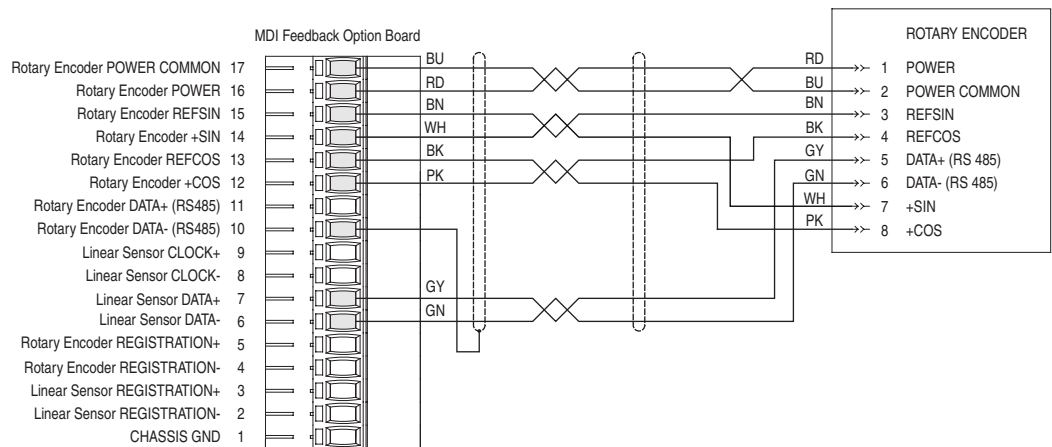 MDI Feedback Option Board
Rotary Encoder POWER COMMON 17
Rotary Encoder POWER 16
Rotary Encoder REFSIN 15
Rotary Encoder +SIN 14
Rotary Encoder REFCOS 13
Rotary Encoder +COS 12
Rotary Encoder DATA+ (RS485) 11
Rotary Encoder DATA- (RS485) 10
Linear Sensor CLOCK+ 9
Linear Sensor CLOCK- 8
Linear Sensor DATA+ 7
Linear Sensor DATA- 6
Rotary Encoder REGISTRATION+ 5
Rotary Encoder REGISTRATION- 4
Linear Sensor REGISTRATION+ 3
Linear Sensor REGISTRATION- 2
CHASSIS GND 1
BU
RD
BN
WH
BK
PK
GY
GN
RD
BU
BN
BK
GY
GN
WH
PK
ROTARY ENCODER
1 POWER
2 POWER COMMON
3 REFSIN
4 REFCOS
5 DATA+ (RS 485)
6 DATA- (RS 485)
7 +SIN
8 +COS